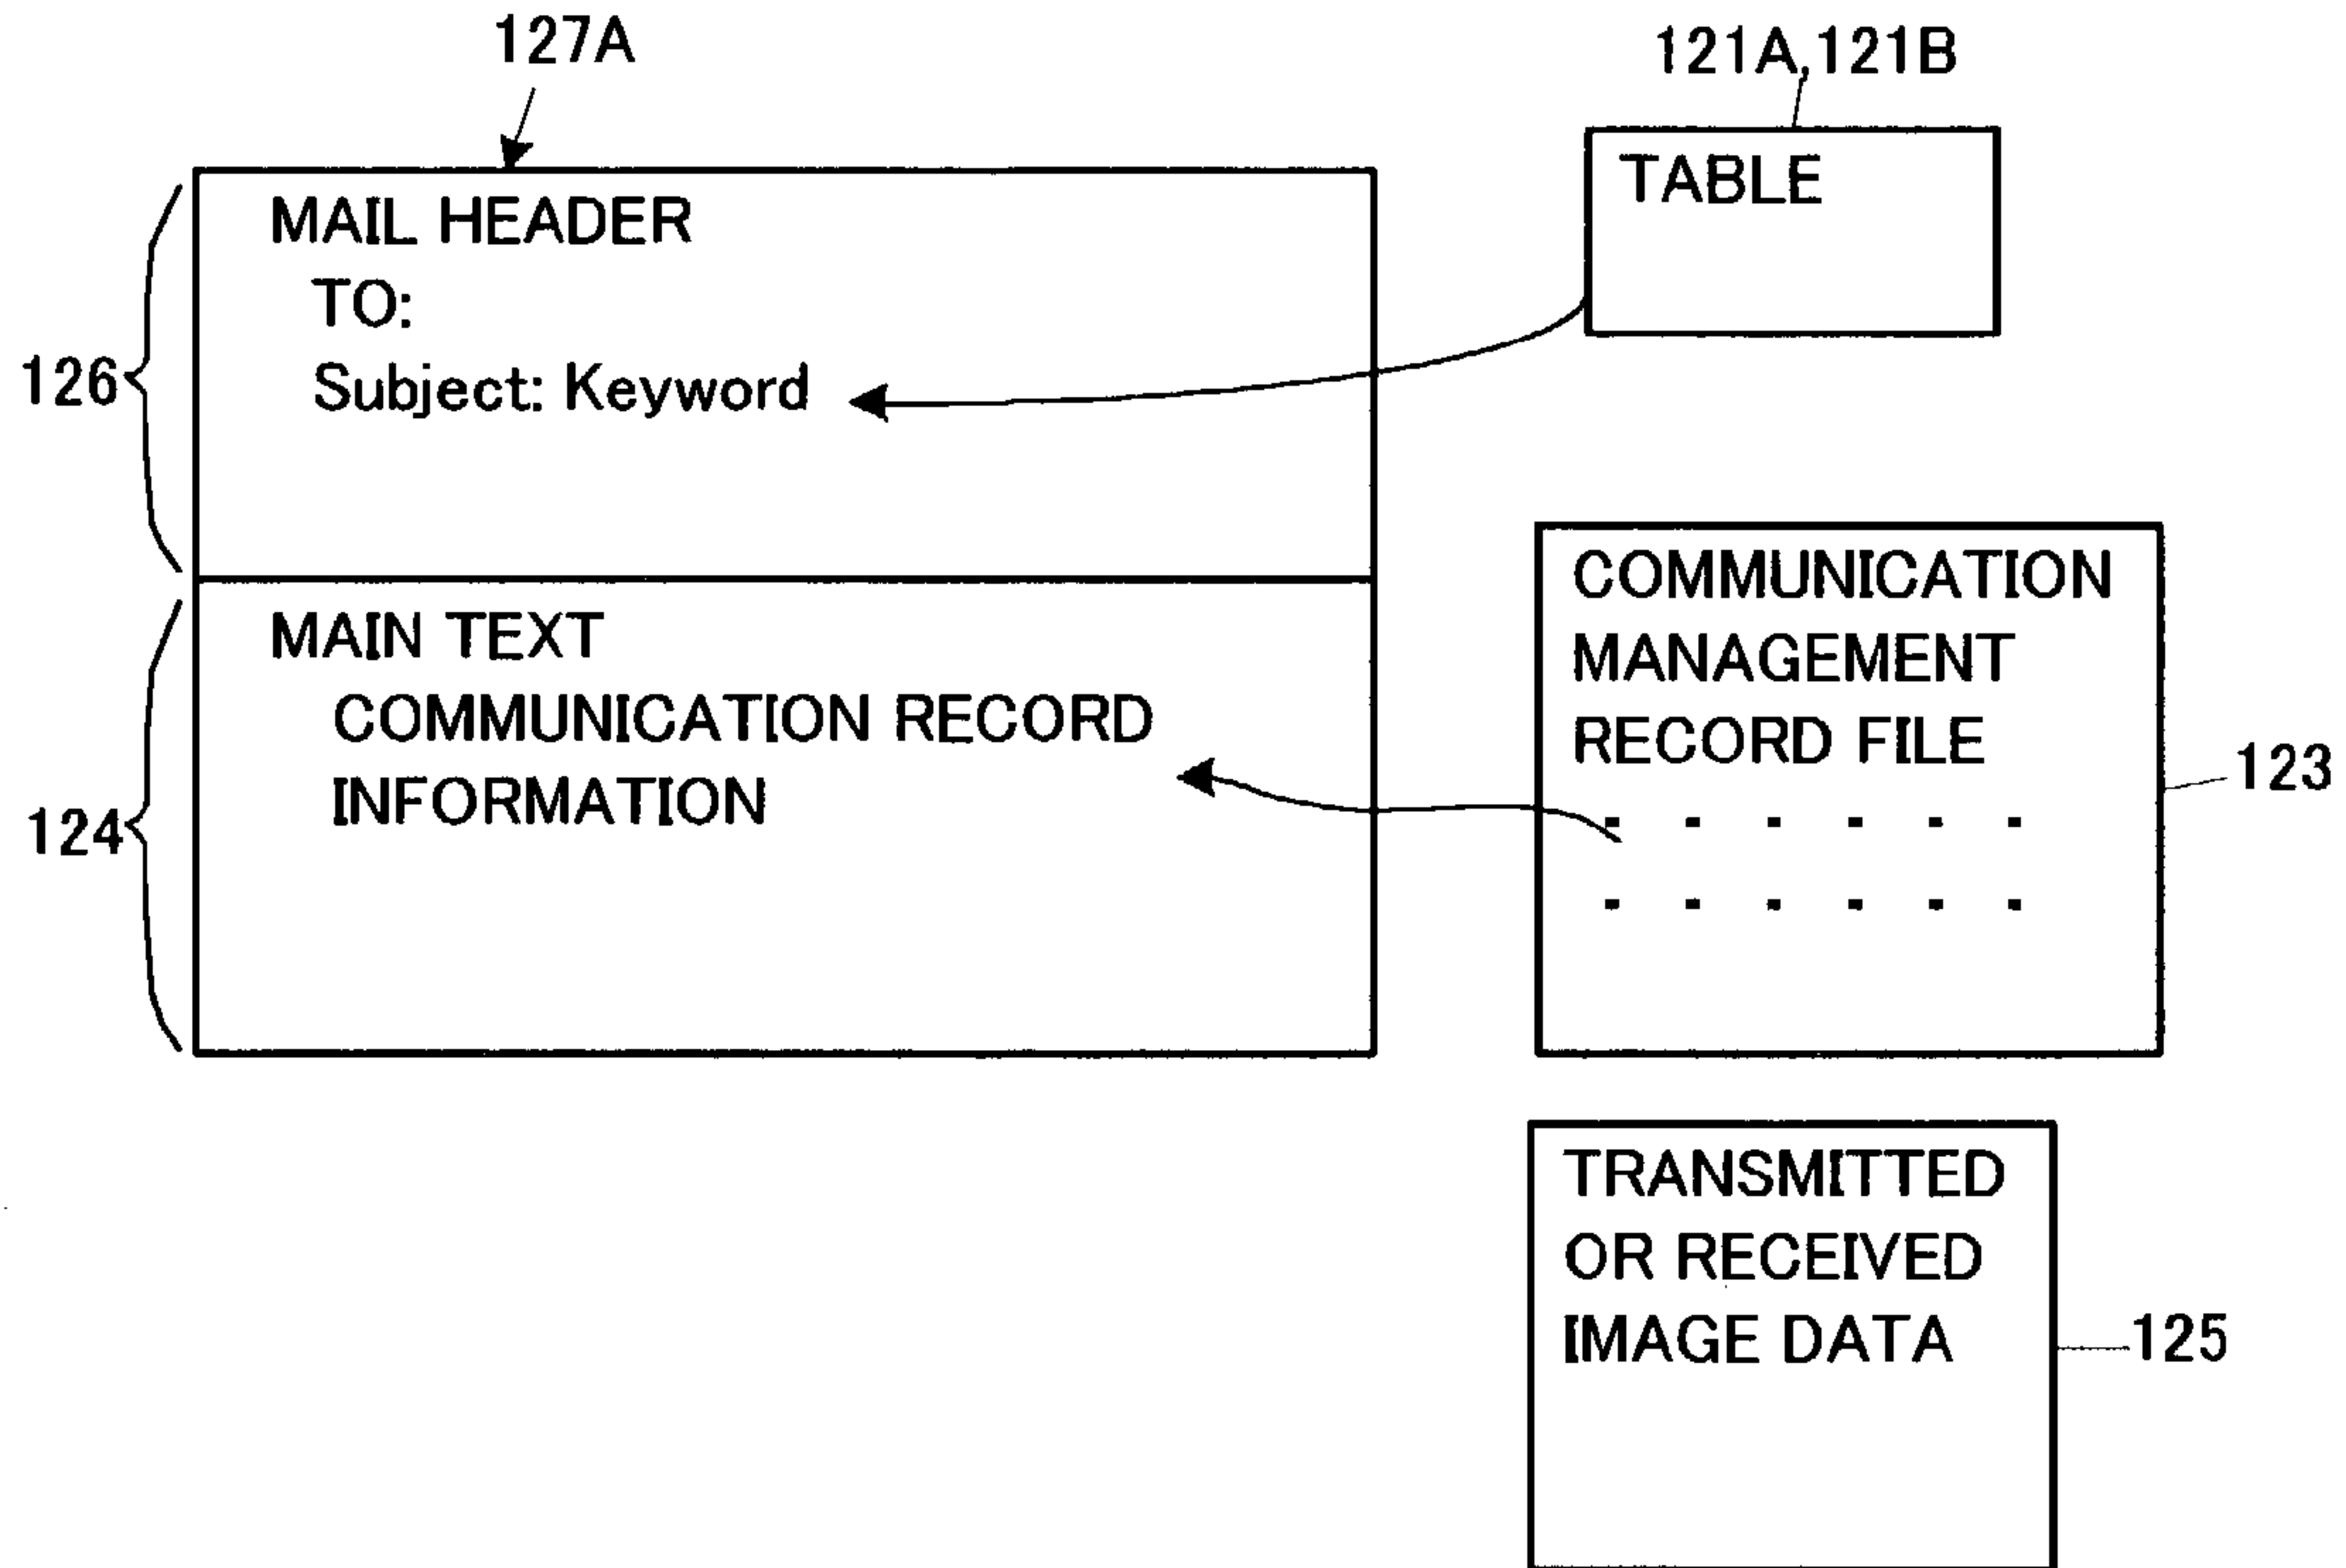 127A
121A,121B
126
MAIL HEADER
TO:
Subject: Keyword
TABLE
124
MAIN TEXT
COMMUNICATION RECORD
INFORMATION
COMMUNICATION
MANAGEMENT
RECORD FILE
123
TRANSMITTED
OR RECEIVED
IMAGE DATA
125